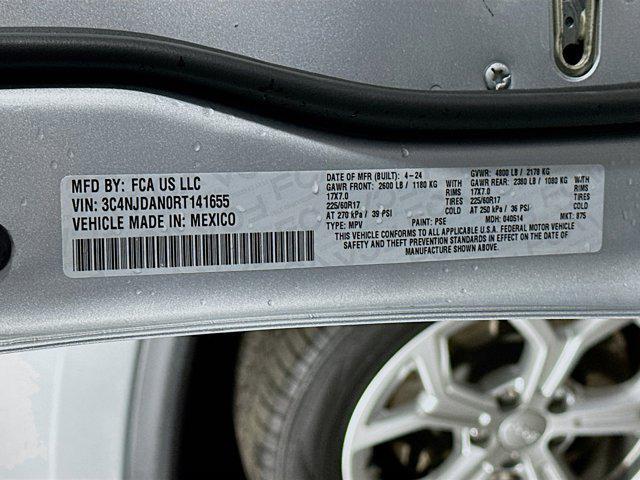 MFD BY: FCA US LLC
VIN: 3C4NJDAN0RT141655
VEHICLE MADE IN: MEXICO
DATE OF MFR (BUILT): 4-24
GAWR FRONT: 2600 LB / 1180 KG WITH
17X7.0 RIMS
225/60R17 TIRES
AT 270 kPa / 39 PSI COLD
TYPE: MPV PAINT: PSE
GVWR: 4800 LB / 2178 KG
GAWR REAR: 2380 LB / 1080 KG WITH
17X7.0 RIMS
225/60R17 TIRES
AT 250 kPa / 36 PSI COLD
MDH: 040514 MKT: 875
THIS VEHICLE CONFORMS TO ALL APPLICABLE U.S.A. FEDERAL MOTOR VEHICLE
SAFETY AND THEFT PREVENTION STANDARDS IN EFFECT ON THE DATE OF
MANUFACTURE SHOWN ABOVE.